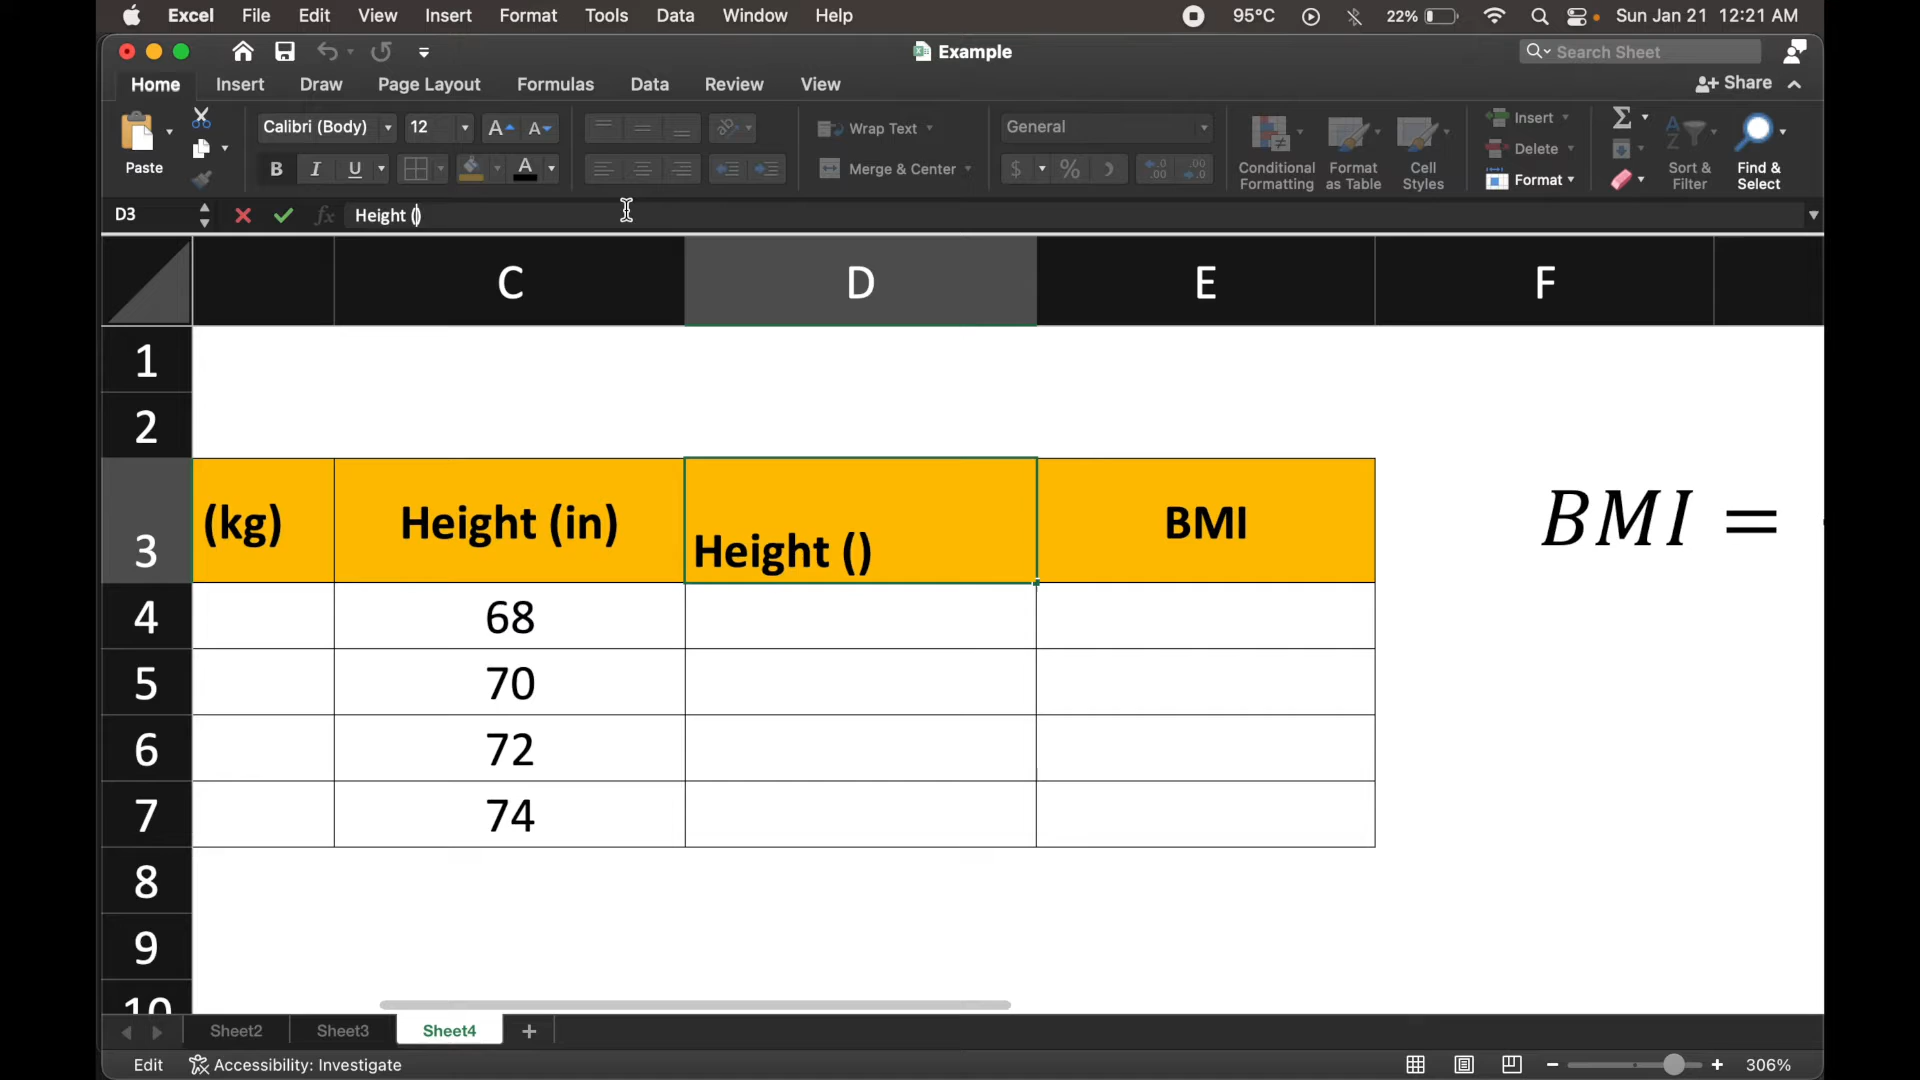 Excel File Edit View Insert Format Tools Data Window Help 95°C 22% Sun Jan 21 12:21 AM
Example Search Sheet
Home Insert Draw Page Layout Formulas Data Review View Share
Paste Calibri (Body) 12 A A Wrap Text General Conditional Formatting Format as Table Cell Styles Insert Delete Format Sort & Filter Find & Select
B I U A Merge & Center $ % .00 .00
D3 fx Height ()
C D E F
1
2
3 (kg) Height (in) Height () BMI BMI =
4 68
5 70
6 72
7 74
8
9
10
Sheet2 Sheet3 Sheet4 +
Edit Accessibility: Investigate 306%